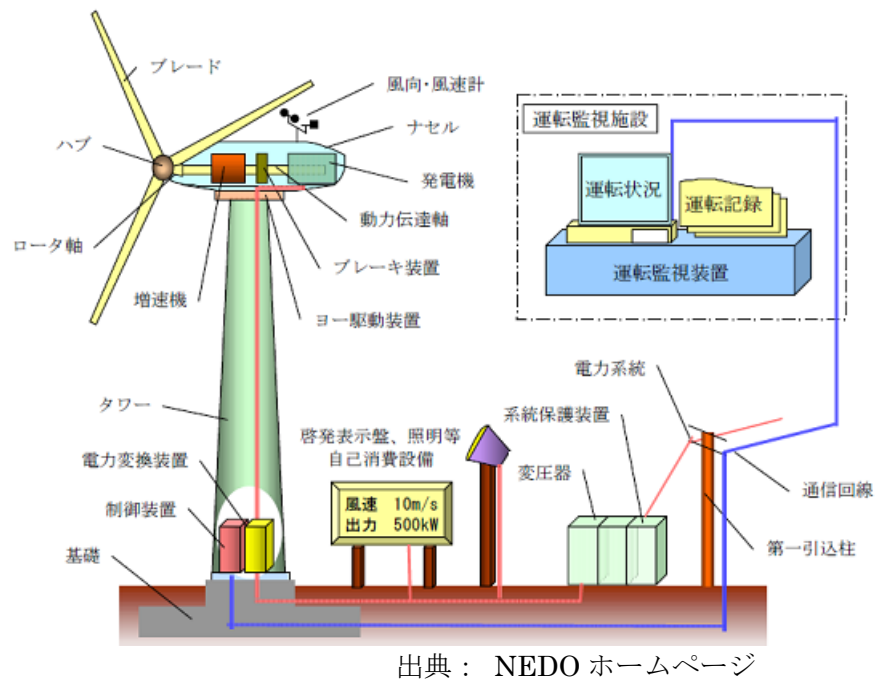 ブレード
風向・風速計
ハブ
ナセル
発電機
動力伝達軸
ロータ軸
ブレーキ装置
増速機
ヨー駆動装置
運転監視施設
運転状況
運転記録
運転監視装置
タワー
電力変換装置
制御装置
基礎
啓発表示盤、照明等
自己消費設備
風速 10m/s
出力 500kW
電力系統
系統保護装置
変圧器
通信回線
第一引込柱
出典： NEDO ホームページ